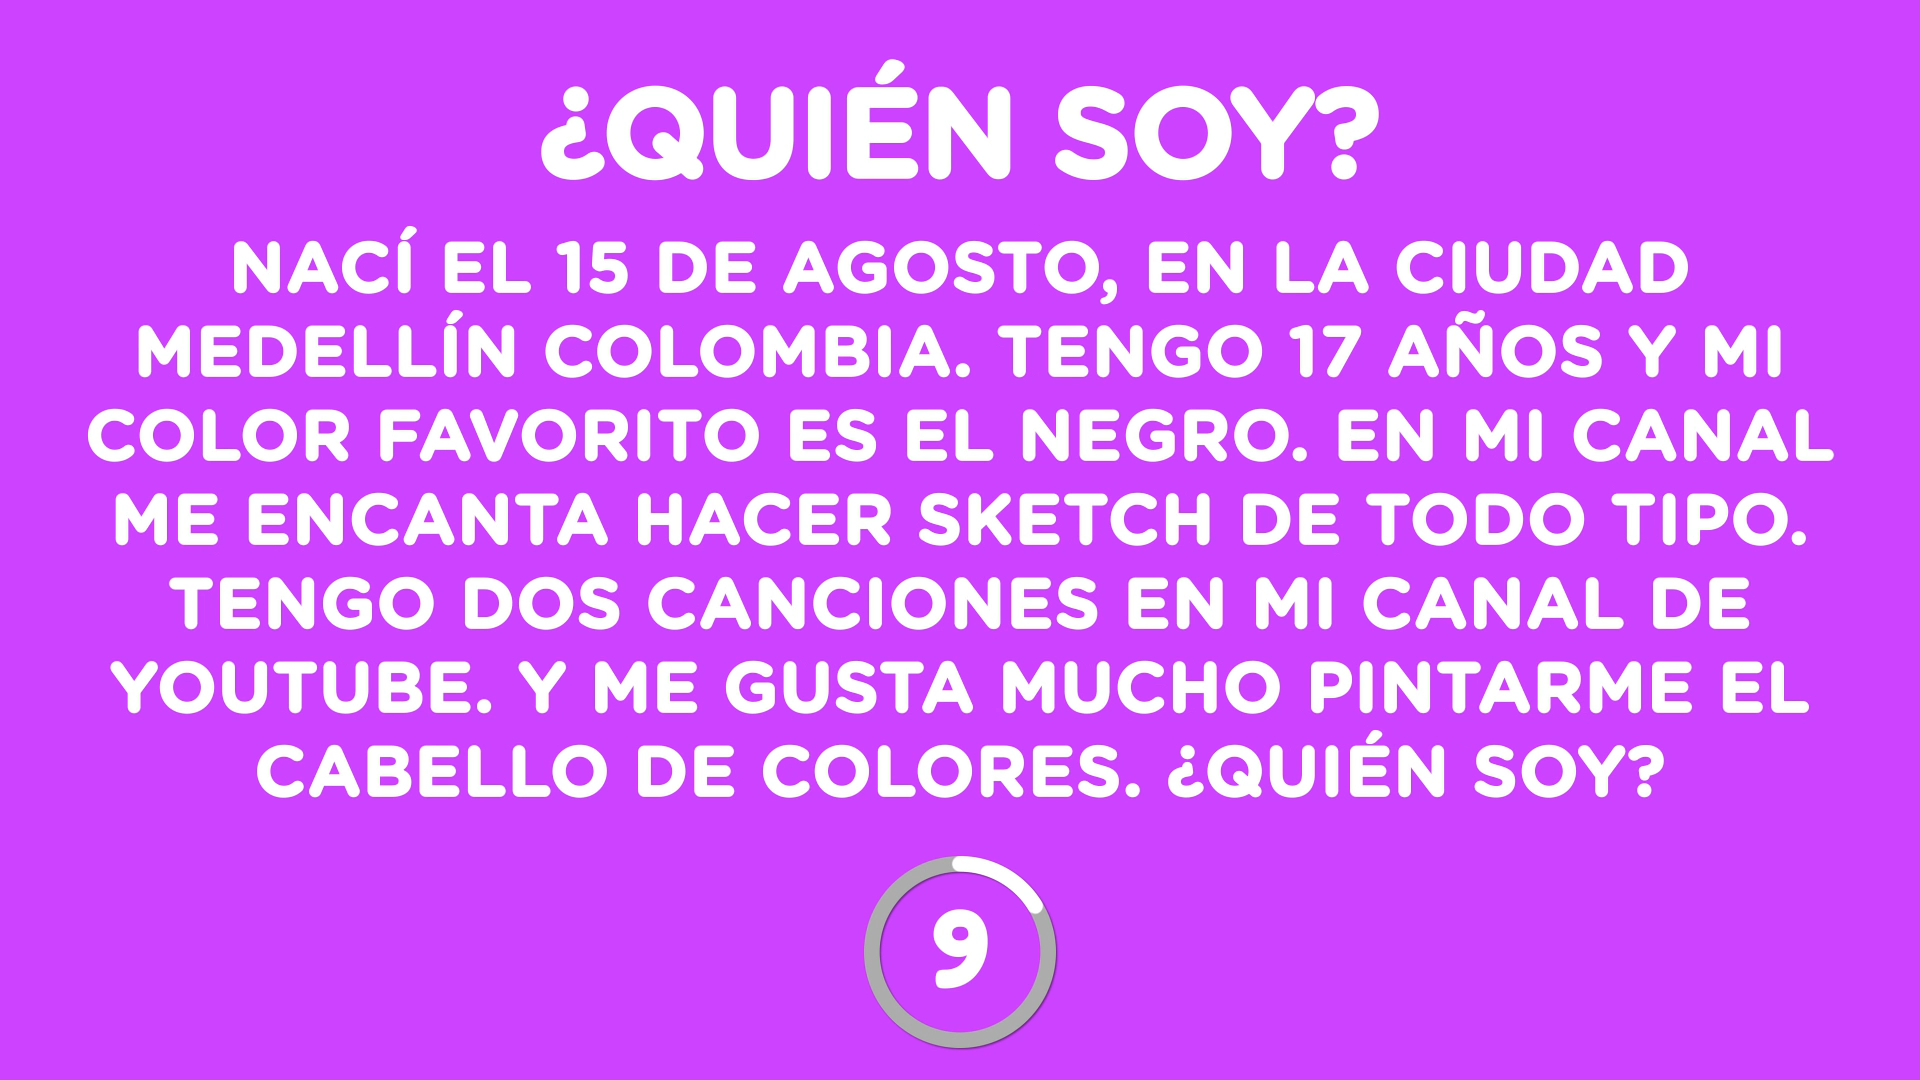 ¿QUIÉN SOY?
NACÍ EL 15 DE AGOSTO, EN LA CIUDAD
MEDELLÍN COLOMBIA. TENGO 17 AÑOS Y MI
COLOR FAVORITO ES EL NEGRO. EN MI CANAL
ME ENCANTA HACER SKETCH DE TODO TIPO.
TENGO DOS CANCIONES EN MI CANAL DE
YOUTUBE. Y ME GUSTA MUCHO PINTARME EL
CABELLO DE COLORES. ¿QUIÉN SOY?
9